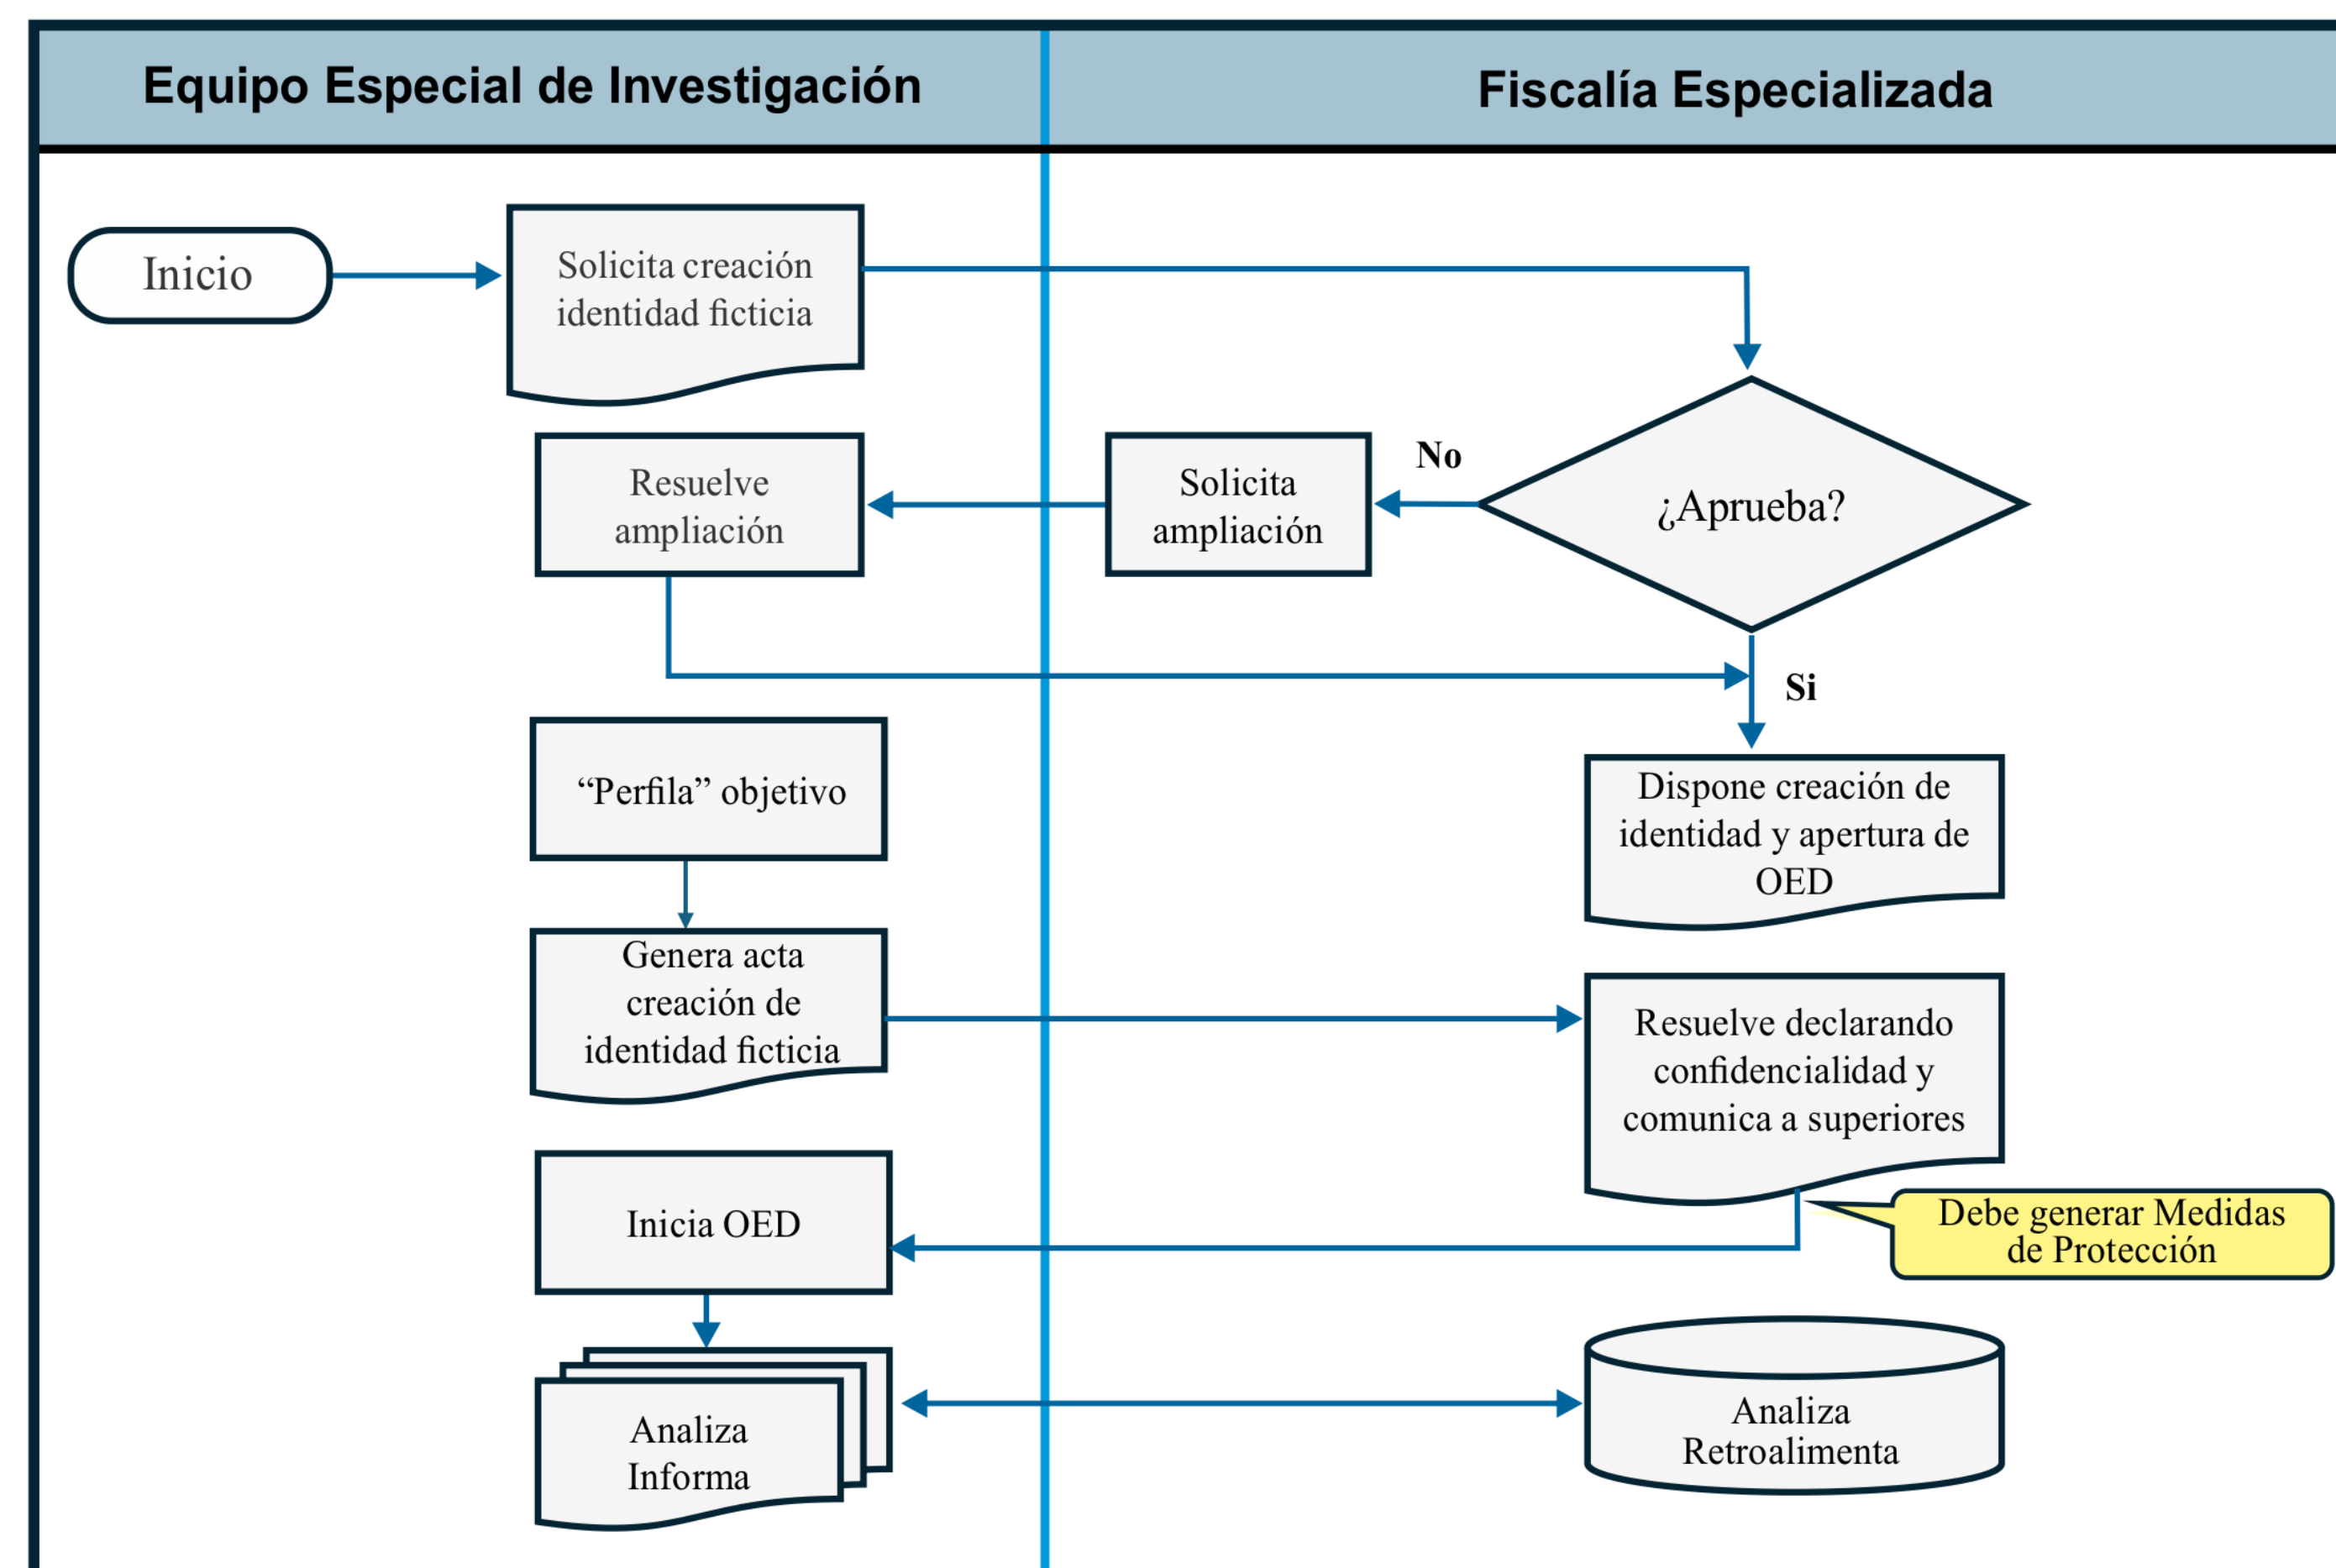 Equipo Especial de Investigación
Fiscalía Especializada
Inicio
Solicita creación
identidad ficticia
¿Aprueba?
No
Solicita
ampliación
Resuelve
ampliación
Si
Dispone creación de
identidad y apertura de
OED
“Perfila” objetivo
Genera acta
creación de
identidad ficticia
Resuelve declarando
confidencialidad y
comunica a superiores
Debe generar Medidas
de Protección
Inicia OED
Analiza
Informa
Analiza
Retroalimenta